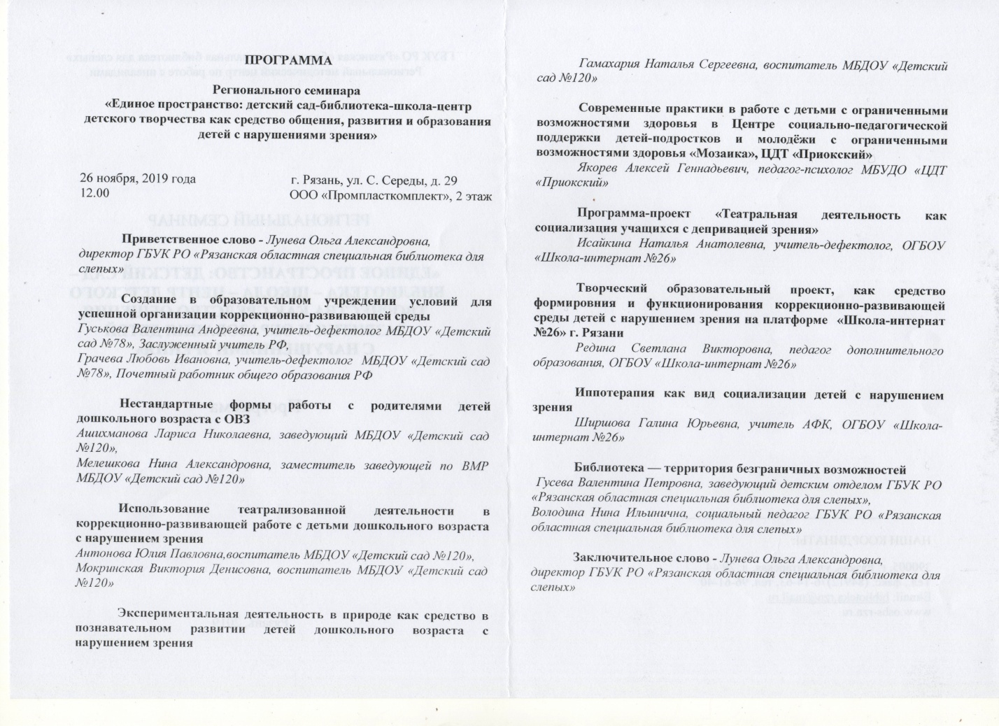 ПРОГРАММА
Регионального семинара
«Единое пространство: детский сад-библиотека-школа-центр
детского творчества как средство общения, развития и образования
детей с нарушениями зрения»
26 ноября, 2019 года
12.00
г. Рязань, ул. С. Середы, д. 29
ООО «Промпласткомплект», 2 этаж
Приветственное слово - Лунева Ольга Александровна,
директор ГБУК РО «Рязанская областная специальная библиотека для
слепых»
Создание в образовательном учреждении условий для
успешной организации коррекционно-развивающей среды
Гуськова Валентина Андреевна, учитель-дефектолог МБДОУ «Детский
сад №78», Заслуженный учитель РФ,
Грачева Любовь Ивановна, учитель-дефектолог МБДОУ «Детский сад
№78», Почетный работник общего образования РФ
Нестандартные формы работы с родителями детей
дошкольного возраста с ОВЗ
Ашихманова Лариса Николаевна, заведующий МБДОУ «Детский сад
№120»,
Мелешкова Нина Александровна, заместитель заведующей по ВМР
МБДОУ «Детский сад №120»
Использование театрализованной деятельности в
коррекционно-развивающей работе с детьми дошкольного возраста
с нарушением зрения
Антонова Юлия Павловна,воспитатель МБДОУ «Детский сад №120»,
Мокринская Виктория Денисовна, воспитатель МБДОУ «Детский сад
№120»
Экспериментальная деятельность в природе как средство в
познавательном развитии детей дошкольного возраста с
нарушением зрения
Гамахария Наталья Сергеевна, воспитатель МБДОУ «Детский
сад №120»
Современные практики в работе с детьми с ограниченными
возможностями здоровья в Центре социально-педагогической
поддержки детей-подростков и молодёжи с ограниченными
возможностями здоровья «Мозаика», ЦДТ «Приокский»
Якорев Алексей Геннадьевич, педагог-психолог МБУДО «ЦДТ
«Приокский»
Программа-проект «Театральная деятельность как
социализация учащихся с депривацией зрения»
Исайкина Наталья Анатолевна, учитель-дефектолог, ОГБОУ
«Школа-интернат №26»
Творческий образовательный проект, как средство
формировния и функционирования коррекционно-развивающей
среды детей с нарушением зрения на платформе «Школа-интернат
№26» г. Рязани
Редина Светлана Викторовна, педагог дополнительного
образования, ОГБОУ «Школа-интернат №26»
Иппотерапия как вид социализации детей с нарушением
зрения
Ширшова Галина Юрьевна, учитель АФК, ОГБОУ «Школа-
интернат №26»
Библиотека — территория безграничных возможностей
Гусева Валентина Петровна, заведующий детским отделом ГБУК РО
«Рязанская областная специальная библиотека для слепых»,
Володина Нина Ильинична, социальный педагог ГБУК РО «Рязанская
областная специальная библиотека для слепых»
Заключительное слово - Лунева Ольга Александровна,
директор ГБУК РО «Рязанская областная специальная библиотека для
слепых»